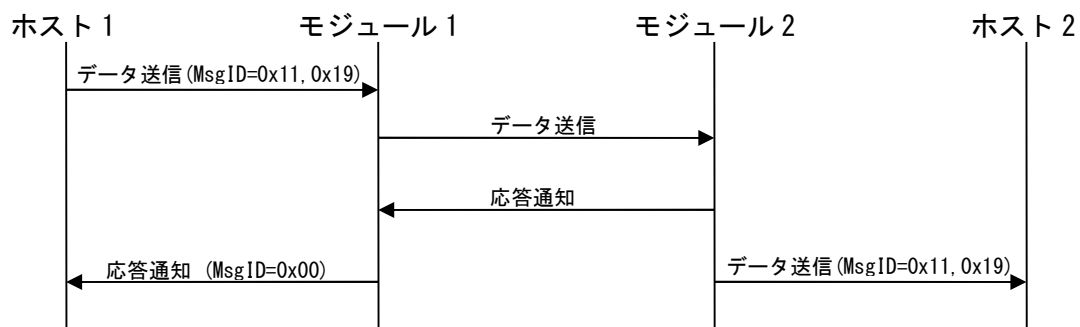 ホスト1 モジュール1 モジュール2 ホスト2
データ送信(MsgID=0x11,0x19)
データ送信
応答通知
応答通知 (MsgID=0x00) データ送信(MsgID=0x11,0x19)